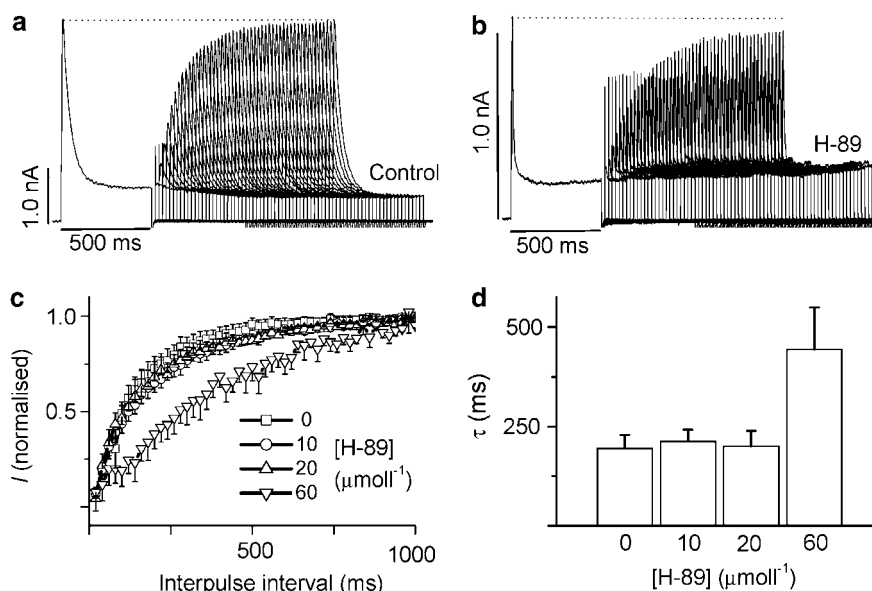 a
1.0 nA
500 ms
Control
b
1.0 nA
500 ms
H-89
c
I (normalised)
1.0
0.5
500
1000
Interpulse interval (ms)
0
10
20
60
[H-89]
(μmoll⁻¹)
d
τ (ms)
500
250
0 10 20 60
[H-89] (μmoll⁻¹)